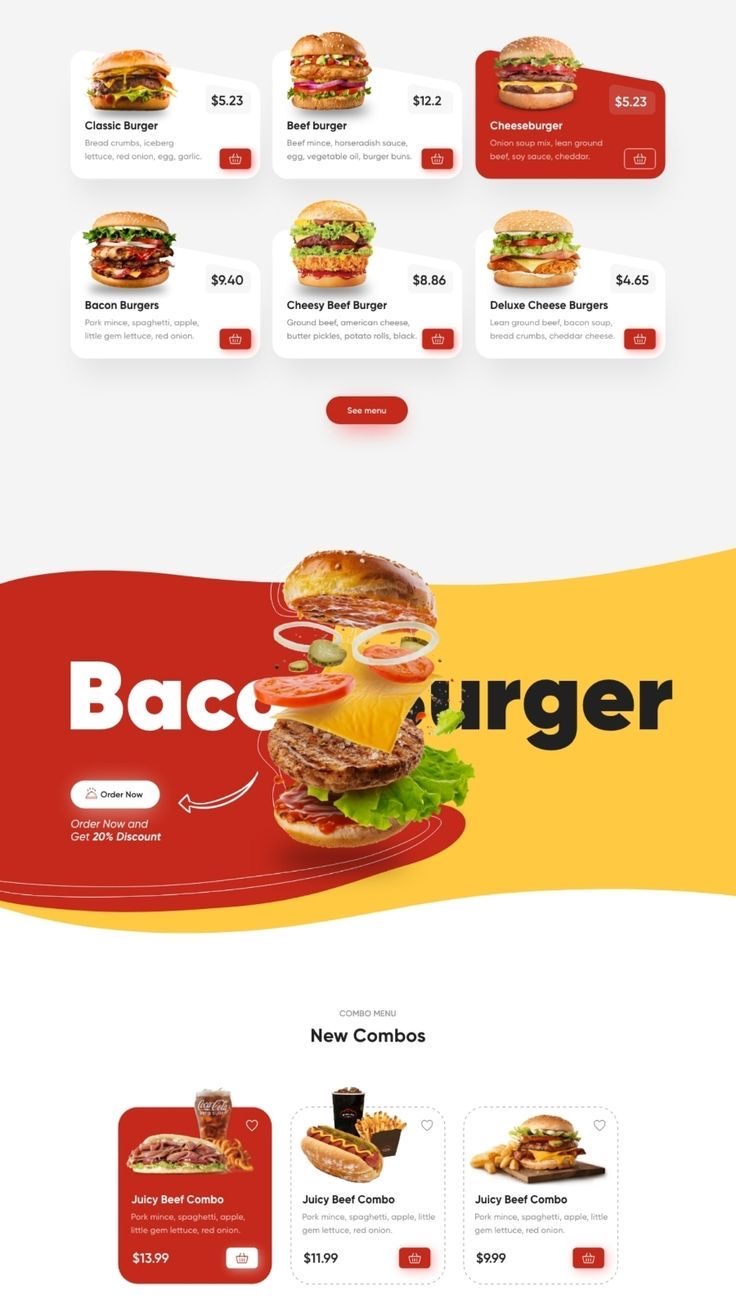 $5.23
Classic Burger
Bread crumbs, iceberg
lettuce, red onion, egg, garlic.
$12.2
Beef burger
Beef mince, horseradish sauce,
egg, vegetable oil, burger buns.
$5.23
Cheeseburger
Onion soup mix, lean ground
beef, soy sauce, cheddar.
$9.40
Bacon Burgers
Pork mince, spaghetti, apple,
little gem lettuce, red onion.
$8.86
Cheesy Beef Burger
Ground beef, american cheese,
butter pickles, potato rolls, black.
$4.65
Deluxe Cheese Burgers
Lean ground beef, bacon soup,
bread crumbs, cheddar cheese.
See menu
Baco urger
Order Now
Order Now and
Get 20% Discount
COMBO MENU
New Combos
Coca-Cola
Juicy Beef Combo
Pork mince, spaghetti, apple,
little gem lettuce, red onion.
$13.99
Juicy Beef Combo
Pork mince, spaghetti, apple, little
gem lettuce, red onion.
$11.99
Juicy Beef Combo
Pork mince, spaghetti, apple, little
gem lettuce, red onion.
$9.99